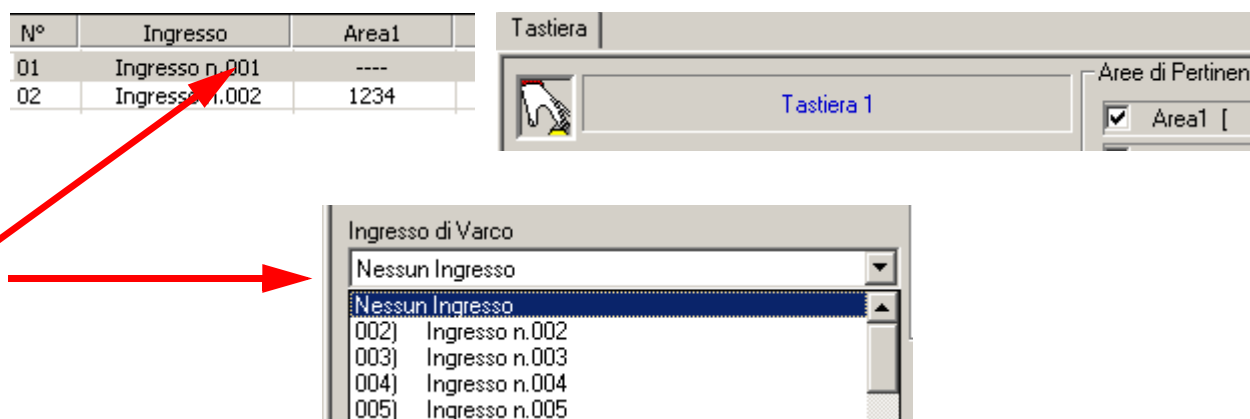 N° Ingresso Area1
01 Ingresso n.001 ----
02 Ingresso n.002 1234
Tastiera
Tastiera 1
Aree di Pertinen
Area1 [
Ingresso di Varco
Nessun Ingresso
Nessun Ingresso
002) Ingresso n.002
003) Ingresso n.003
004) Ingresso n.004
005) Ingresso n.005